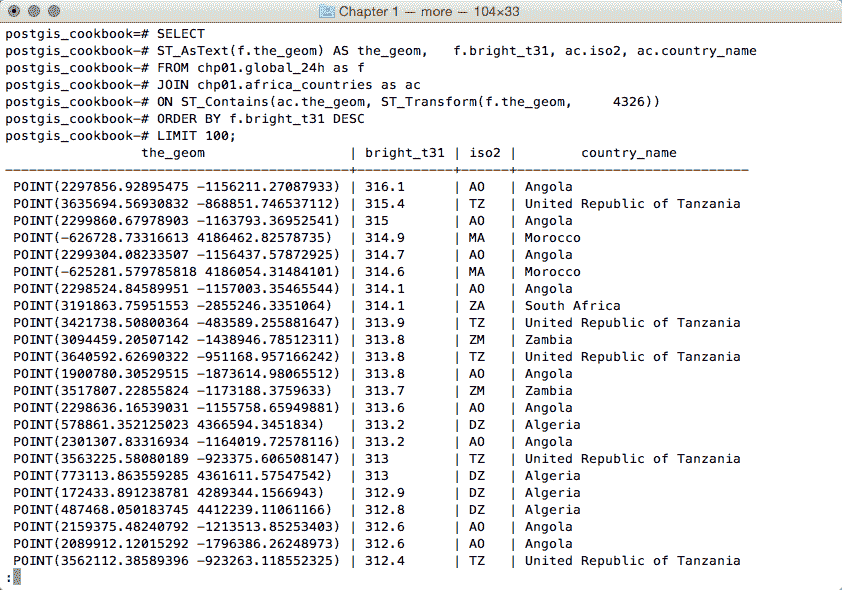 Chapter 1 — more — 104×33
postgis_cookbook=# SELECT
postgis_cookbook-# ST_AsText(f.the_geom) AS the_geom,   f.bright_t31, ac.iso2, ac.country_name
postgis_cookbook-# FROM chp01.global_24h as f
postgis_cookbook-# JOIN chp01.africa_countries as ac
postgis_cookbook-# ON ST_Contains(ac.the_geom, ST_Transform(f.the_geom,     4326))
postgis_cookbook-# ORDER BY f.bright_t31 DESC
postgis_cookbook-# LIMIT 100;
                 the_geom                  | bright_t31 | iso2 |        country_name
-------------------------------------------+------------+------+-----------------------------
 POINT(2297856.92895475 -1156211.27087933) | 316.1      | AO   | Angola
 POINT(3635694.56930832 -868851.746537112) | 315.4      | TZ   | United Republic of Tanzania
 POINT(2299860.67978903 -1163793.36952541) | 315        | AO   | Angola
 POINT(-626728.73316613 4186462.82578735)  | 314.9      | MA   | Morocco
 POINT(2299304.08233507 -1156437.57872925) | 314.7      | AO   | Angola
 POINT(-625281.579785818 4186054.31484101) | 314.6      | MA   | Morocco
 POINT(2298524.84589951 -1157003.35465544) | 314.1      | AO   | Angola
 POINT(3191863.75951553 -2855246.3351064)  | 314.1      | ZA   | South Africa
 POINT(3421738.50800364 -483589.255881647) | 313.9      | TZ   | United Republic of Tanzania
 POINT(3094459.20507142 -1438946.78512311) | 313.8      | ZM   | Zambia
 POINT(3640592.62690322 -951168.957166242) | 313.8      | TZ   | United Republic of Tanzania
 POINT(1900780.30529515 -1873614.98065512) | 313.8      | AO   | Angola
 POINT(3517807.22855824 -1173188.3759633)  | 313.7      | ZM   | Zambia
 POINT(2298636.16539031 -1155758.65949881) | 313.6      | AO   | Angola
 POINT(578861.352125023 4366594.3451834)   | 313.2      | DZ   | Algeria
 POINT(2301307.83316934 -1164019.72578116) | 313.2      | AO   | Angola
 POINT(3563225.58080189 -923375.606508147) | 313        | TZ   | United Republic of Tanzania
 POINT(773113.863559285 4361611.57547542)  | 313        | DZ   | Algeria
 POINT(172433.891238781 4289344.1566943)   | 312.9      | DZ   | Algeria
 POINT(487468.050183745 4412239.11061166)  | 312.8      | DZ   | Algeria
 POINT(2159375.48240792 -1213513.85253403) | 312.6      | AO   | Angola
 POINT(2089912.12015292 -1796386.26248973) | 312.6      | AO   | Angola
 POINT(3562112.38589396 -923263.118552325) | 312.4      | TZ   | United Republic of Tanzania
: